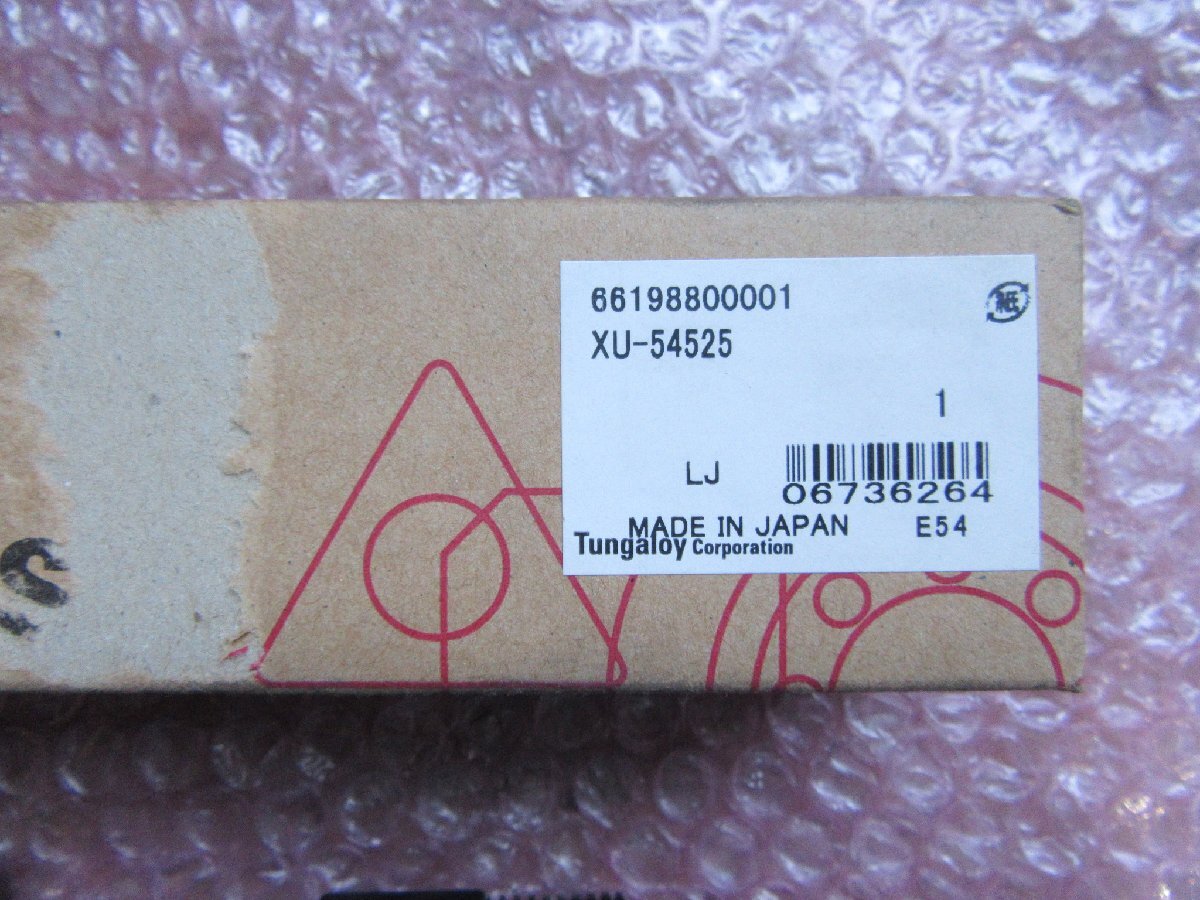 66198800001
XU-54525
1
LJ
06736264
MADE IN JAPAN E54
Tungaloy Corporation